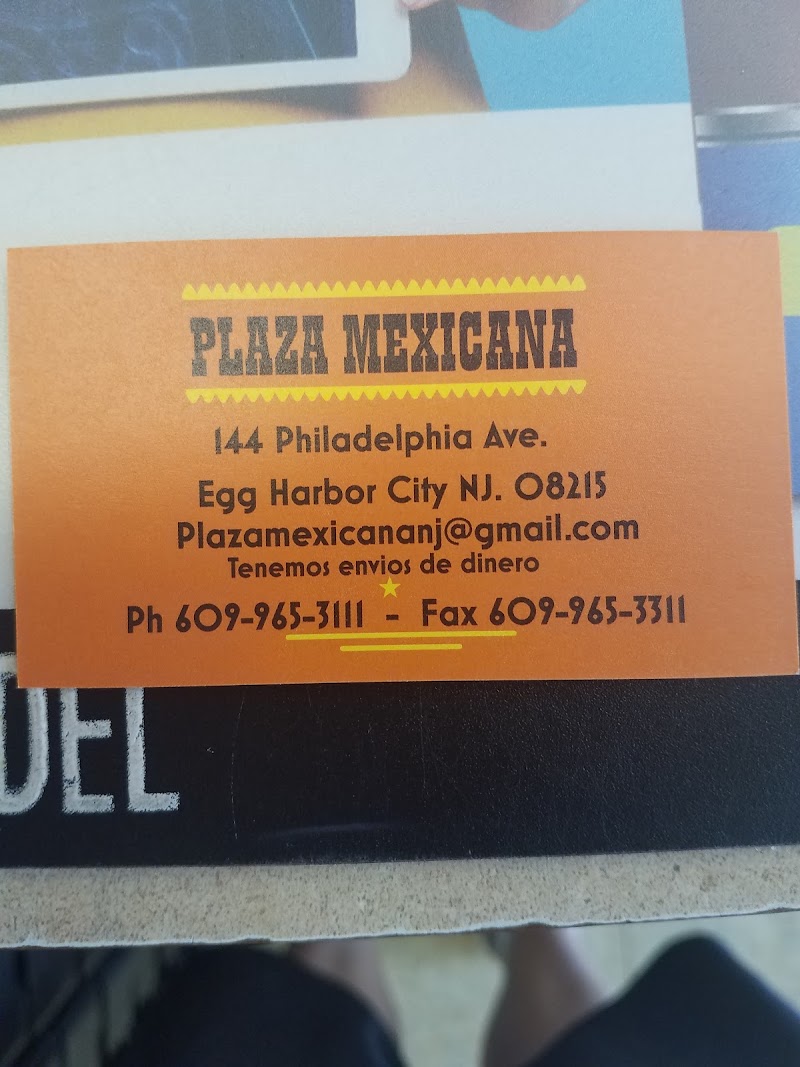 PLAZA MEXICANA
144 Philadelphia Ave.
Egg Harbor City NJ. 08215
Plazamexicananj@gmail.com
Tenemos envios de dinero
Ph 609-965-3111 - Fax 609-965-3311
DEL